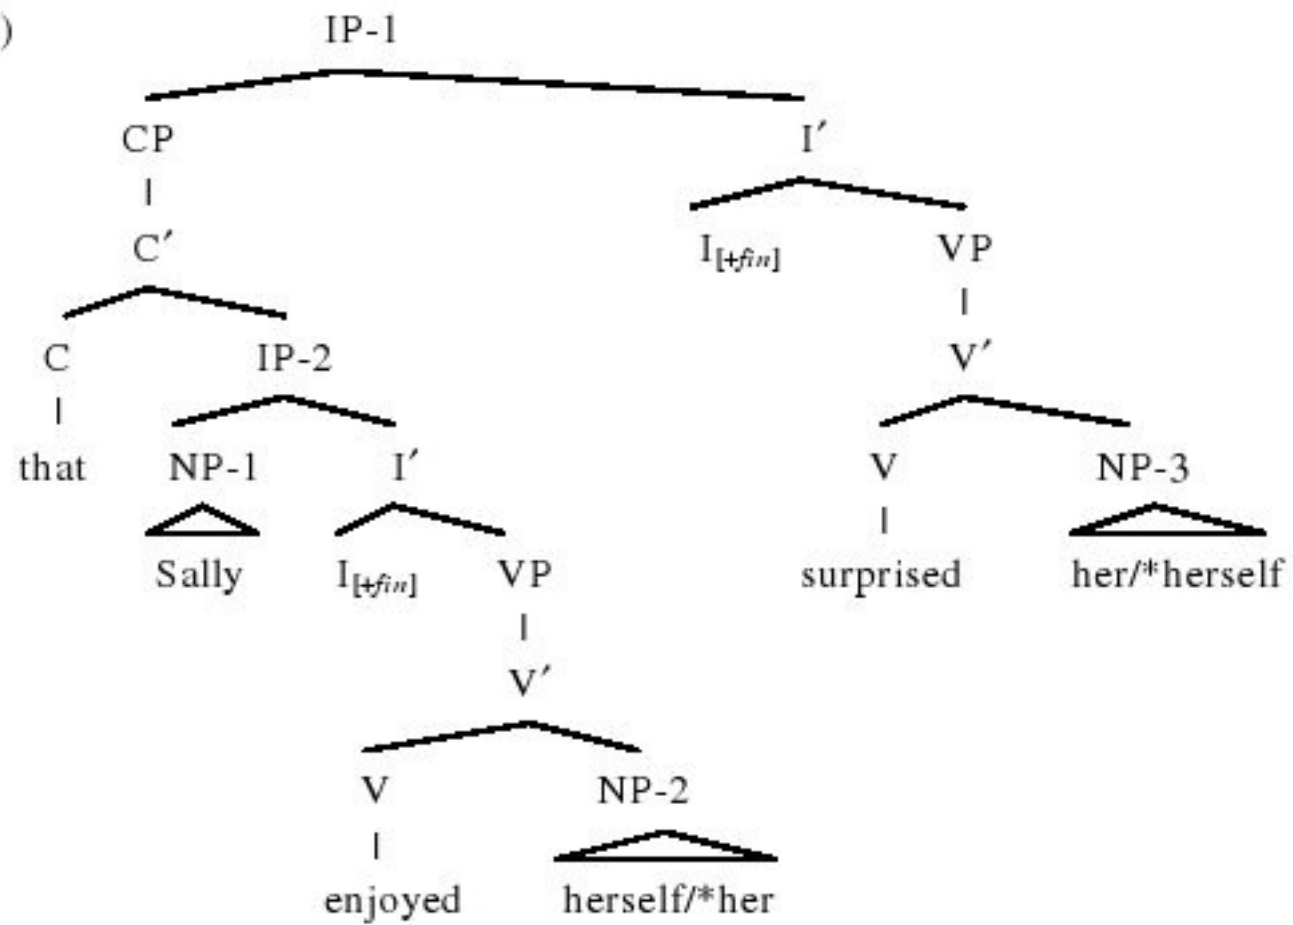 ) IP-1
CP I′
C′ I[+fin] VP
C IP-2 V′
that NP-1 I′ V NP-3
Sally I[+fin] VP surprised her/*herself
V′
V NP-2
enjoyed herself/*her